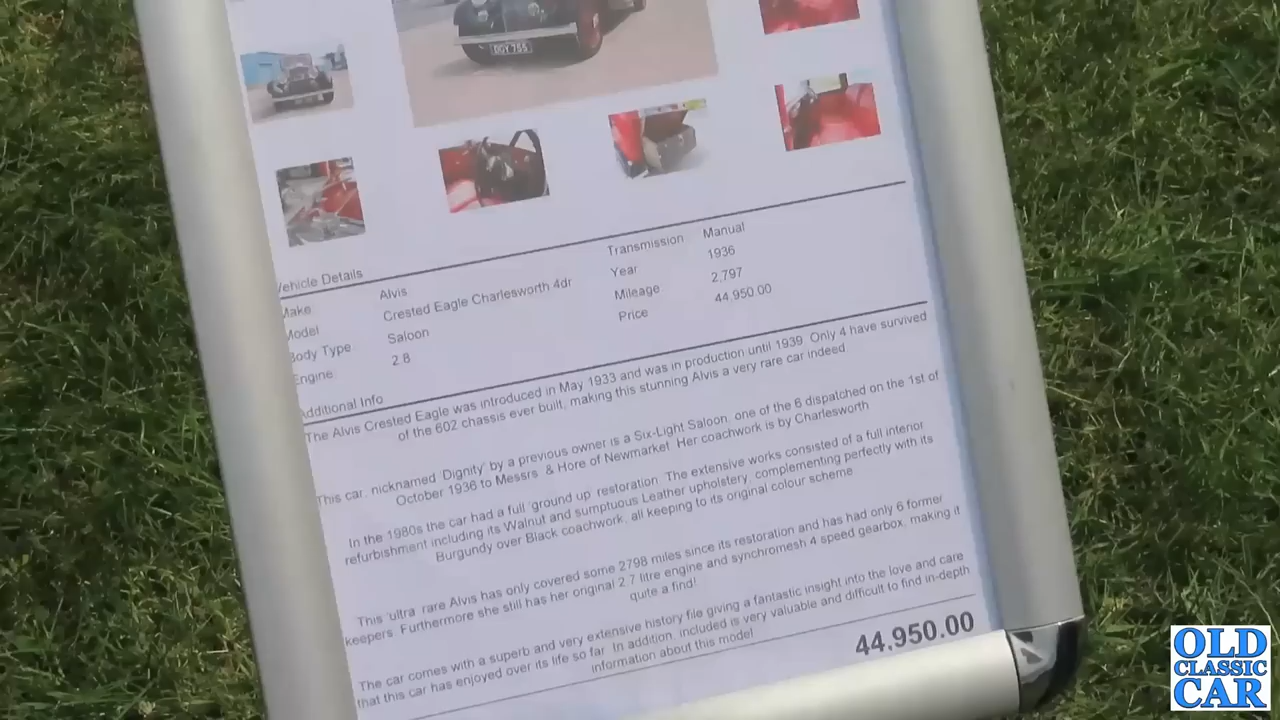 DGY 755
Vehicle Details
Make Alvis Transmission Manual
Model Crested Eagle Charlesworth 4dr Year 1936
Body Type Saloon Mileage 2,797
Engine 2.8 Price 44,950.00
Additional Info
The Alvis Crested Eagle was introduced in May 1933 and was in production until 1939. Only 4 have survived
of the 602 chassis ever built, making this stunning Alvis a very rare car indeed.
This car, nicknamed 'Dignity' by a previous owner is a Six-Light Saloon, one of the 6 dispatched on the 1st of
October 1936 to Messrs. & Hore of Newmarket. Her coachwork is by Charlesworth
In the 1980s the car had a full 'ground up' restoration. The extensive works consisted of a full interior
refurbishment including its Walnut and sumptuous Leather upholstery, complementing perfectly with its
Burgundy over Black coachwork, all keeping to its original colour scheme
This 'ultra' rare Alvis has only covered some 2798 miles since its restoration and has had only 6 former
keepers. Furthermore she still has her original 2.7 litre engine and synchromesh 4 speed gearbox, making it
quite a find!
The car comes with a superb and very extensive history file giving a fantastic insight into the love and care
that this car has enjoyed over its life so far. In addition, included is very valuable and difficult to find in-depth
information about this model
44,950.00
OLD
CLASSIC
CAR